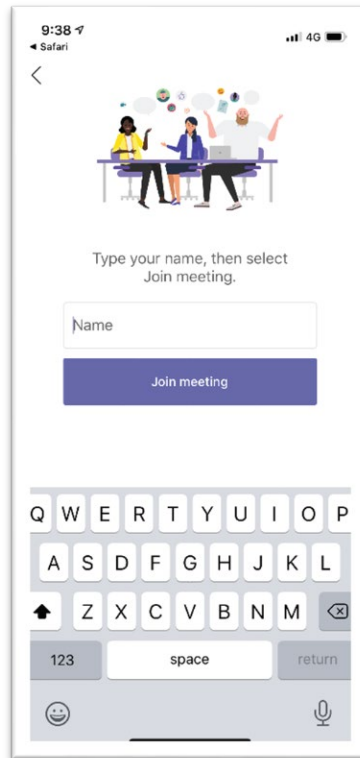 9:38
4G
Safari
Type your name, then select
Join meeting.
Name
Join meeting
Q W E R T Y U I O P
A S D F G H J K L
Z X C V B N M
123 space return